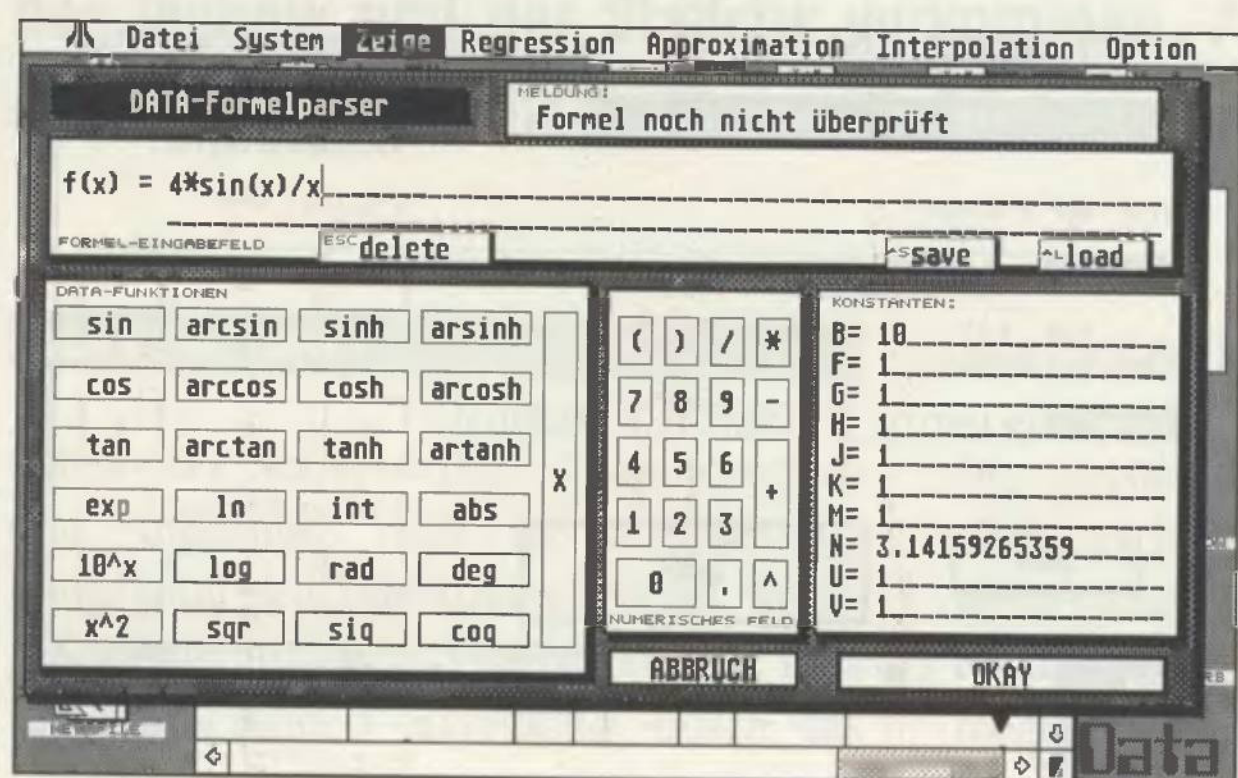 Datei System Zeige Regression Approximation Interpolation Option
DATA-Formelparser
MELDUNG:
Formel noch nicht überprüft
f(x) = 4*sin(x)/x
FORMEL-EINGABEFELD
ESC delete
^S save
^L load
DATA-FUNKTIONEN
sin arcsin sinh arsinh
cos arccos cosh arcosh
tan arctan tanh artanh
exp ln int abs
10^x log rad deg
x^2 sqr siq coq
X
( ) / *
7 8 9 -
4 5 6
+
1 2 3
0 . ^
NUMERISCHES FELD
KONSTANTEN:
B= 10
F= 1
G= 1
H= 1
J= 1
K= 1
M= 1
N= 3.14159265359
U= 1
V= 1
ABBRUCH
OKAY
NEWFILE
Data